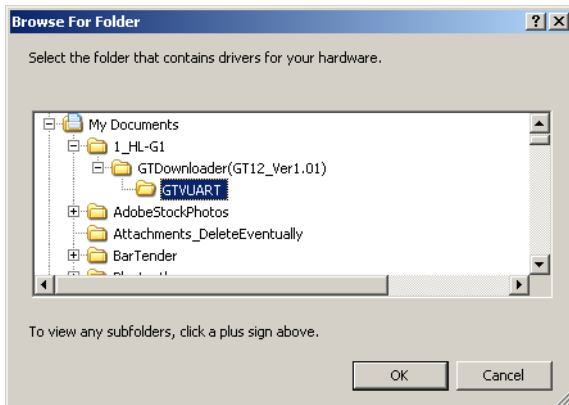 Browse For Folder
Select the folder that contains drivers for your hardware.
My Documents
1_HL-G1
GTDownloader(GT12_Ver1.01)
GTVUART
AdobeStockPhotos
Attachments_DeleteEventually
BarTender
To view any subfolders, click a plus sign above.
OK Cancel